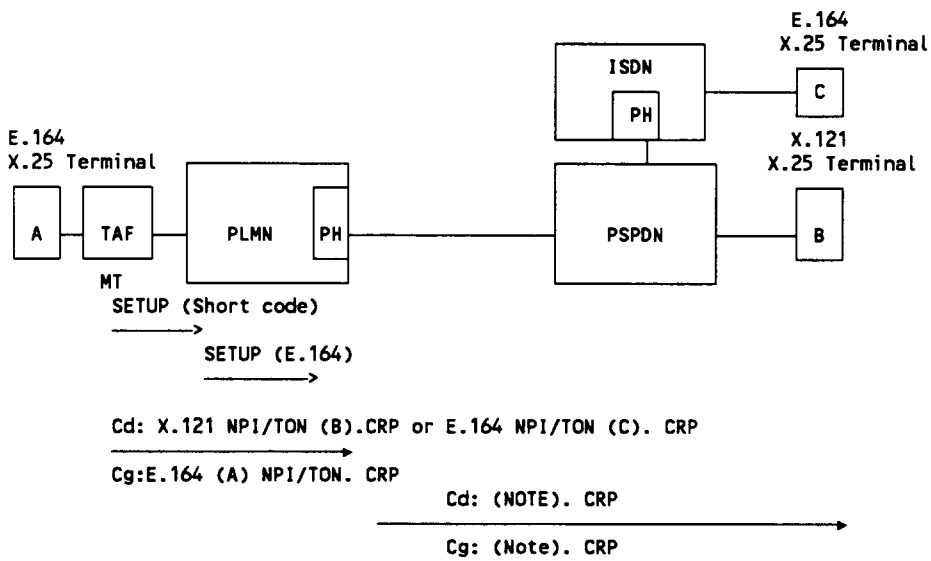 E.164
X.25 Terminal
ISDN
C
PH
E.164
X.25 Terminal
X.121
X.25 Terminal
A
TAF
PLMN
PH
PSPDN
B
MT
SETUP (Short code)
SETUP (E.164)
Cd: X.121 NPI/TON (B).CRP or E.164 NPI/TON (C). CRP
Cg:E.164 (A) NPI/TON. CRP
Cd: (NOTE). CRP
Cg: (Note). CRP